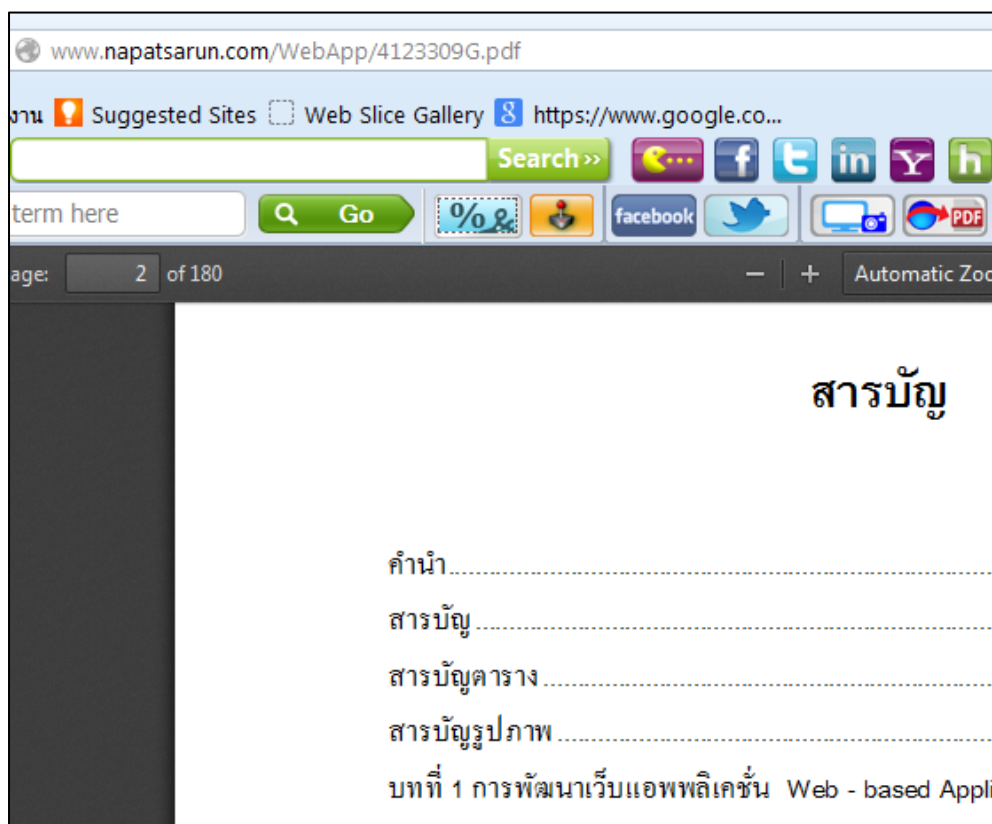 www.napatsarun.com/WebApp/4123309G.pdf
งาน Suggested Sites Web Slice Gallery 8 https://www.google.co...
Search >> f t in Y h
term here Go % & facebook PDF
age: 2 of 180 — + Automatic Zoo
สารบัญ
คำนำ
สารบัญ
สารบัญตาราง
สารบัญรูปภาพ
บทที่ 1 การพัฒนาเว็บแอพพลิเคชั่น Web - based Appli